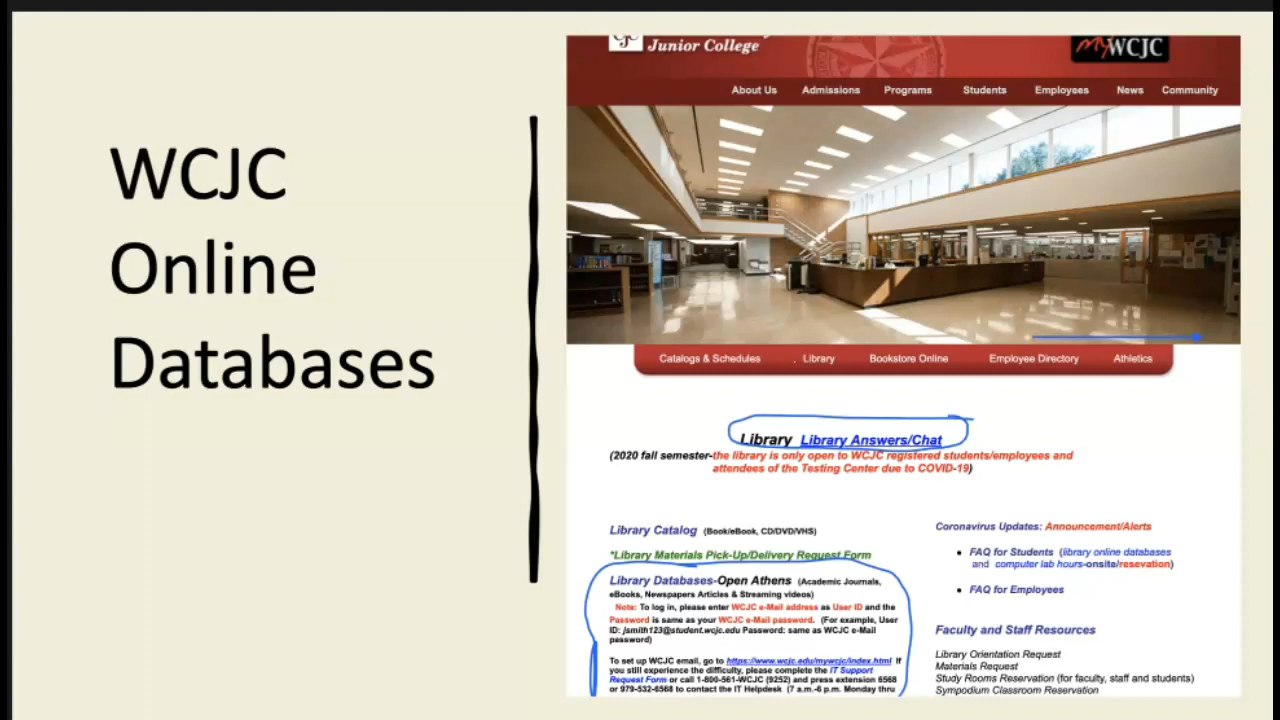 WCJC
Online
Databases
Junior College
myWCJC
About Us Admissions Programs Students Employees News Community
Catalogs & Schedules . Library Bookstore Online Employee Directory Athletics
Library Library Answers/Chat
(2020 fall semester-the library is only open to WCJC registered students/employees and
attendees of the Testing Center due to COVID-19)
Library Catalog (Book/eBook, CD/DVD/VHS)
*Library Materials Pick-Up/Delivery Request Form
Library Databases-Open Athens (Academic Journals,
eBooks, Newspapers Articles & Streaming videos)
Note: To log in, please enter WCJC e-Mail address as User ID and the
Password is same as your WCJC e-Mail password. (For example, User
ID: jsmith123@student.wcjc.edu Password: same as WCJC e-Mail
password)
To set up WCJC email, go to https://www.wcjc.edu/mywcjc/index.html If
you still experience the difficulty, please complete the IT Support
Request Form or call 1-800-561-WCJC (9252) and press extension 6568
or 979-532-6568 to contact the IT Helpdesk (7 a.m.-6 p.m. Monday thru
Coronavirus Updates: Announcement/Alerts
• FAQ for Students (library online databases
and computer lab hours-onsite/resevation)
• FAQ for Employees
Faculty and Staff Resources
Library Orientation Request
Materials Request
Study Rooms Reservation (for faculty, staff and students)
Symposium Classroom Reservation